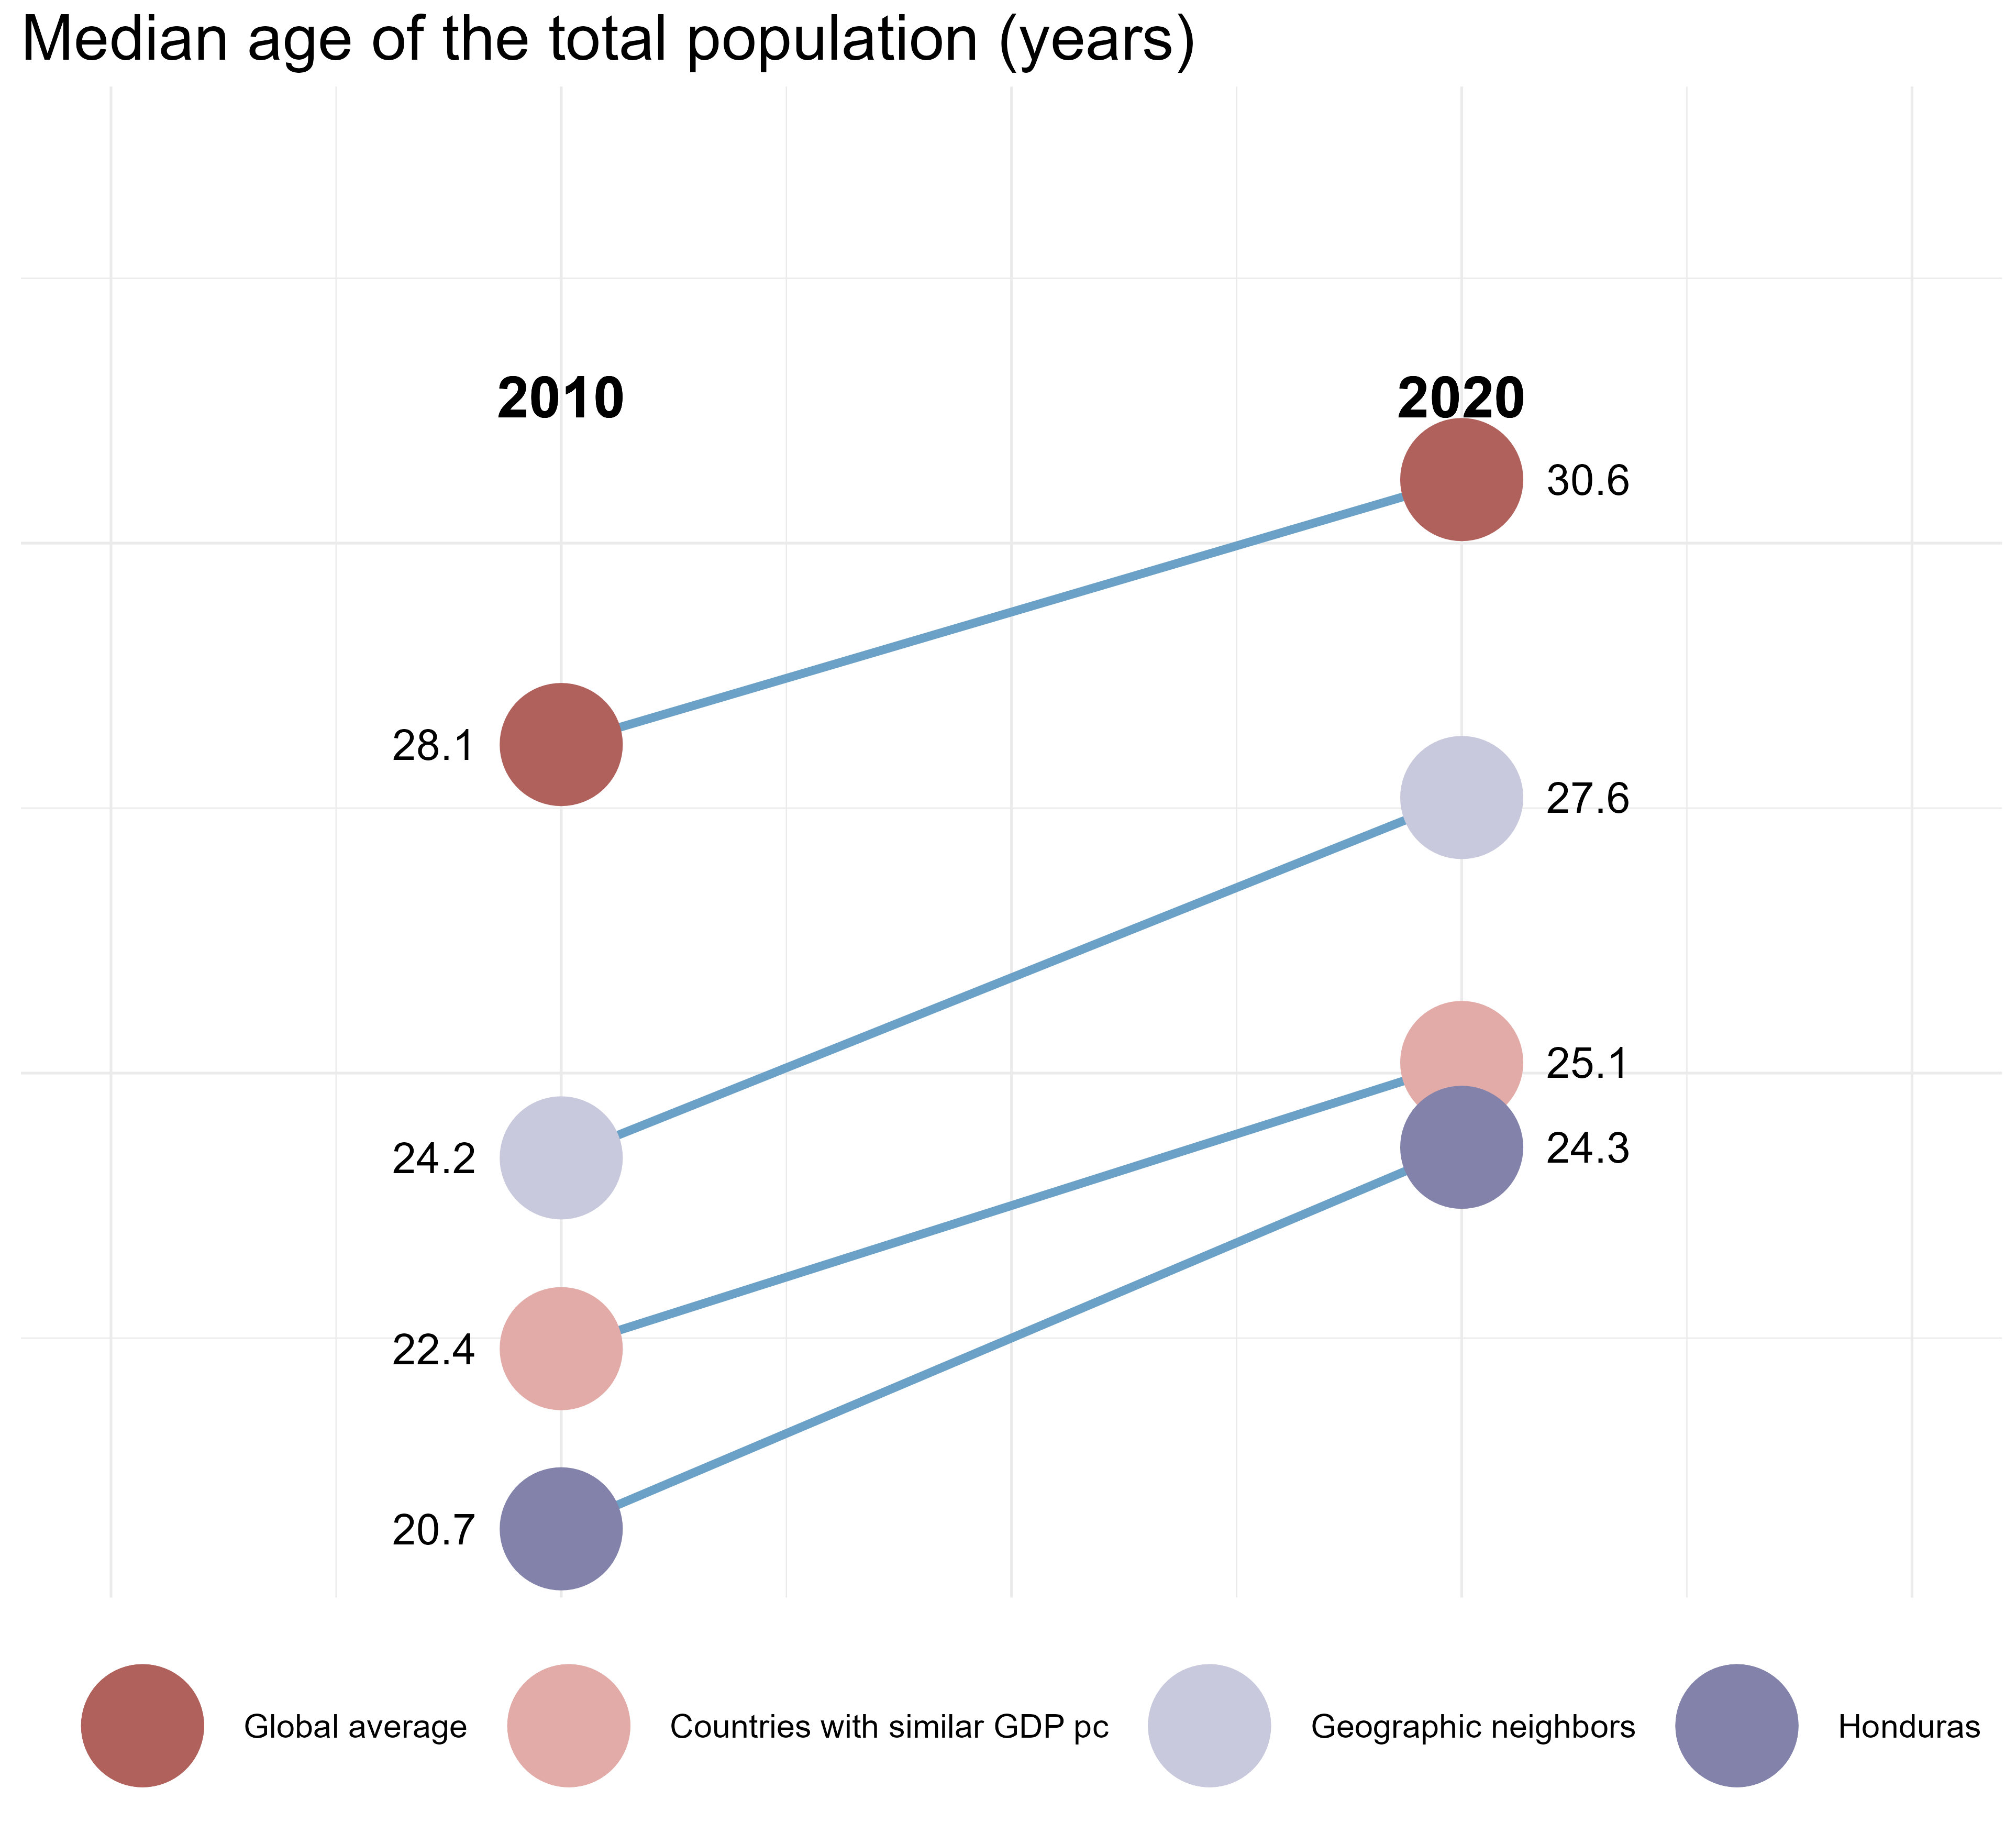 Median age of the total population (years)
2010
2020
30.6
28.1
27.6
25.1
24.2
24.3
22.4
20.7
Global average
Countries with similar GDP pc
Geographic neighbors
Honduras